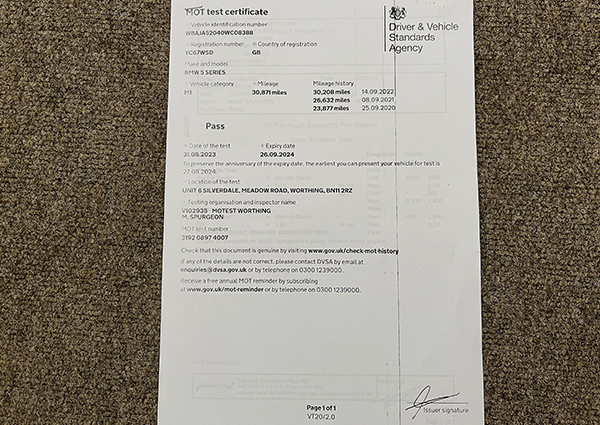 MOT test certificate
Driver & Vehicle
Standards
Agency
Vehicle identification number
WBAJA52040WC08388
Registration number Country of registration
YC67WSD GB
Make and model
BMW 5 SERIES
Vehicle category Mileage Mileage history
M1 30,871 miles 30,208 miles 14.09.2022
26,632 miles 08.09.2021
23,877 miles 25.09.2020
Pass
Date of the test Expiry date
31.08.2023 26.09.2024
To preserve the anniversary of the expiry date, the earliest you can present your vehicle for test is
27.08.2024
Location of the test
UNIT 6 SILVERDALE, MEADOW ROAD, WORTHING, BN11 2RZ
Testing organisation and inspector name
V102935 MOTEST WORTHING
M. SPURGEON
MOT test number
3192 0897 4007
Check that this document is genuine by visiting www.gov.uk/check-mot-history
If any of the details are not correct, please contact DVSA by email at
enquiries@dvsa.gov.uk or by telephone on 0300 1239000.
Receive a free annual MOT reminder by subscribing
at www.gov.uk/mot-reminder or by telephone on 0300 1239000.
Page 1 of 1
VT20/2.0
Issuer signature